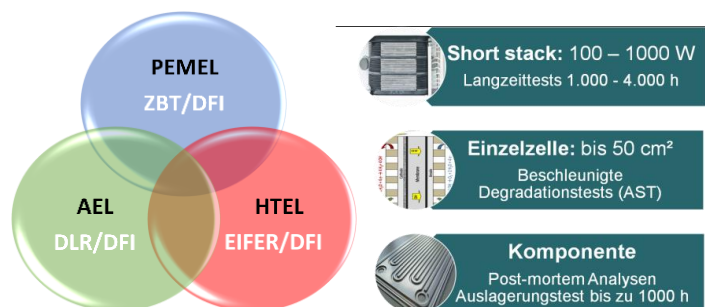 PEMEL
ZBT/DFI
AEL
DLR/DFI
HTEL
EIFER/DFI
Short stack: 100 – 1000 W
Langzeittests 1.000 - 4.000 h
Einzelzelle: bis 50 cm²
Beschleunigte
Degradationstests (AST)
Komponente
Post-mortem Analysen
Auslagerungstest bis zu 1000 h